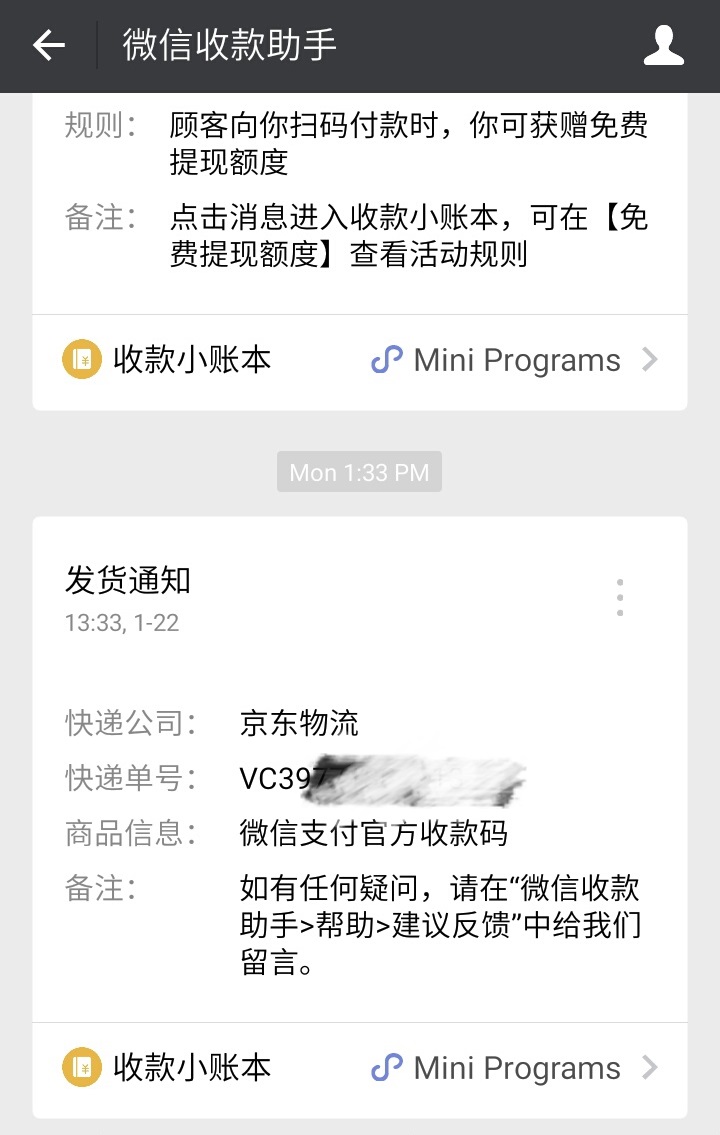 微信收款助手
规则： 顾客向你扫码付款时，你可获赠免费
提现额度
备注： 点击消息进入收款小账本，可在【免
费提现额度】查看活动规则
收款小账本 Mini Programs
Mon 1:33 PM
发货通知
13:33, 1-22
快递公司： 京东物流
快递单号： VC397
商品信息： 微信支付官方收款码
备注： 如有任何疑问，请在“微信收款
助手>帮助>建议反馈”中给我们
留言。
收款小账本 Mini Programs